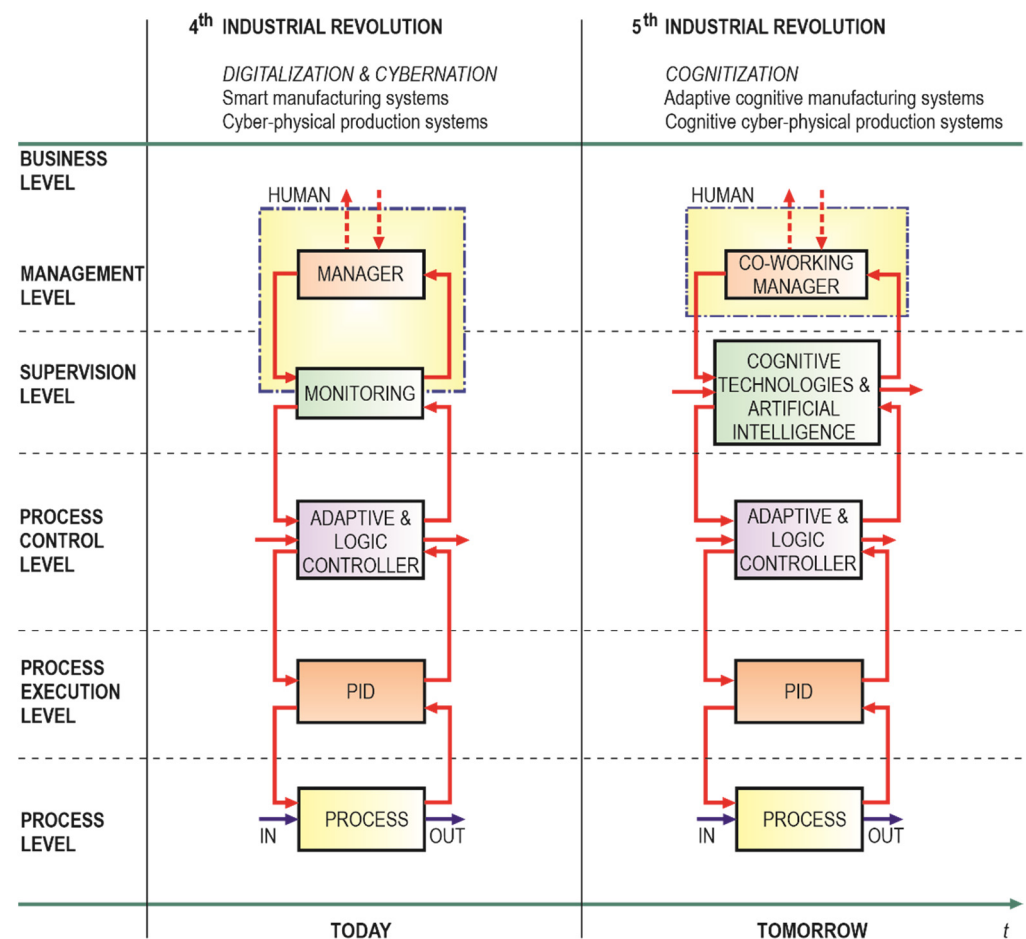 4th INDUSTRIAL REVOLUTION
DIGITALIZATION & CYBERNATION
Smart manufacturing systems
Cyber-physical production systems
5th INDUSTRIAL REVOLUTION
COGNITIZATION
Adaptive cognitive manufacturing systems
Cognitive cyber-physical production systems
BUSINESS
LEVEL
MANAGEMENT
LEVEL
SUPERVISION
LEVEL
PROCESS
CONTROL
LEVEL
PROCESS
EXECUTION
LEVEL
PROCESS
LEVEL
HUMAN
MANAGER
MONITORING
ADAPTIVE &
LOGIC
CONTROLLER
PID
PROCESS
IN
OUT
HUMAN
CO-WORKING
MANAGER
COGNITIVE
TECHNOLOGIES &
ARTIFICIAL
INTELLIGENCE
ADAPTIVE &
LOGIC
CONTROLLER
PID
PROCESS
IN
OUT
TODAY
TOMORROW
t